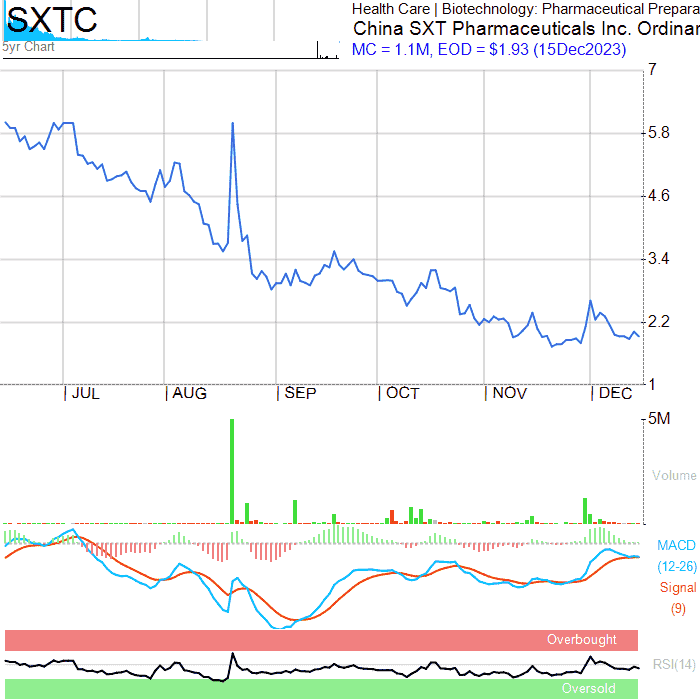 SXTC
Health Care | Biotechnology: Pharmaceutical Prepara
China SXT Pharmaceuticals Inc. Ordinar
5yr Chart
MC = 1.1M, EOD = $1.93 (15Dec2023)
7
5.8
4.6
3.4
2.2
1
JUL
AUG
SEP
OCT
NOV
DEC
5M
Volume
MACD
(12-26)
Signal
(9)
Overbought
RSI(14)
Oversold